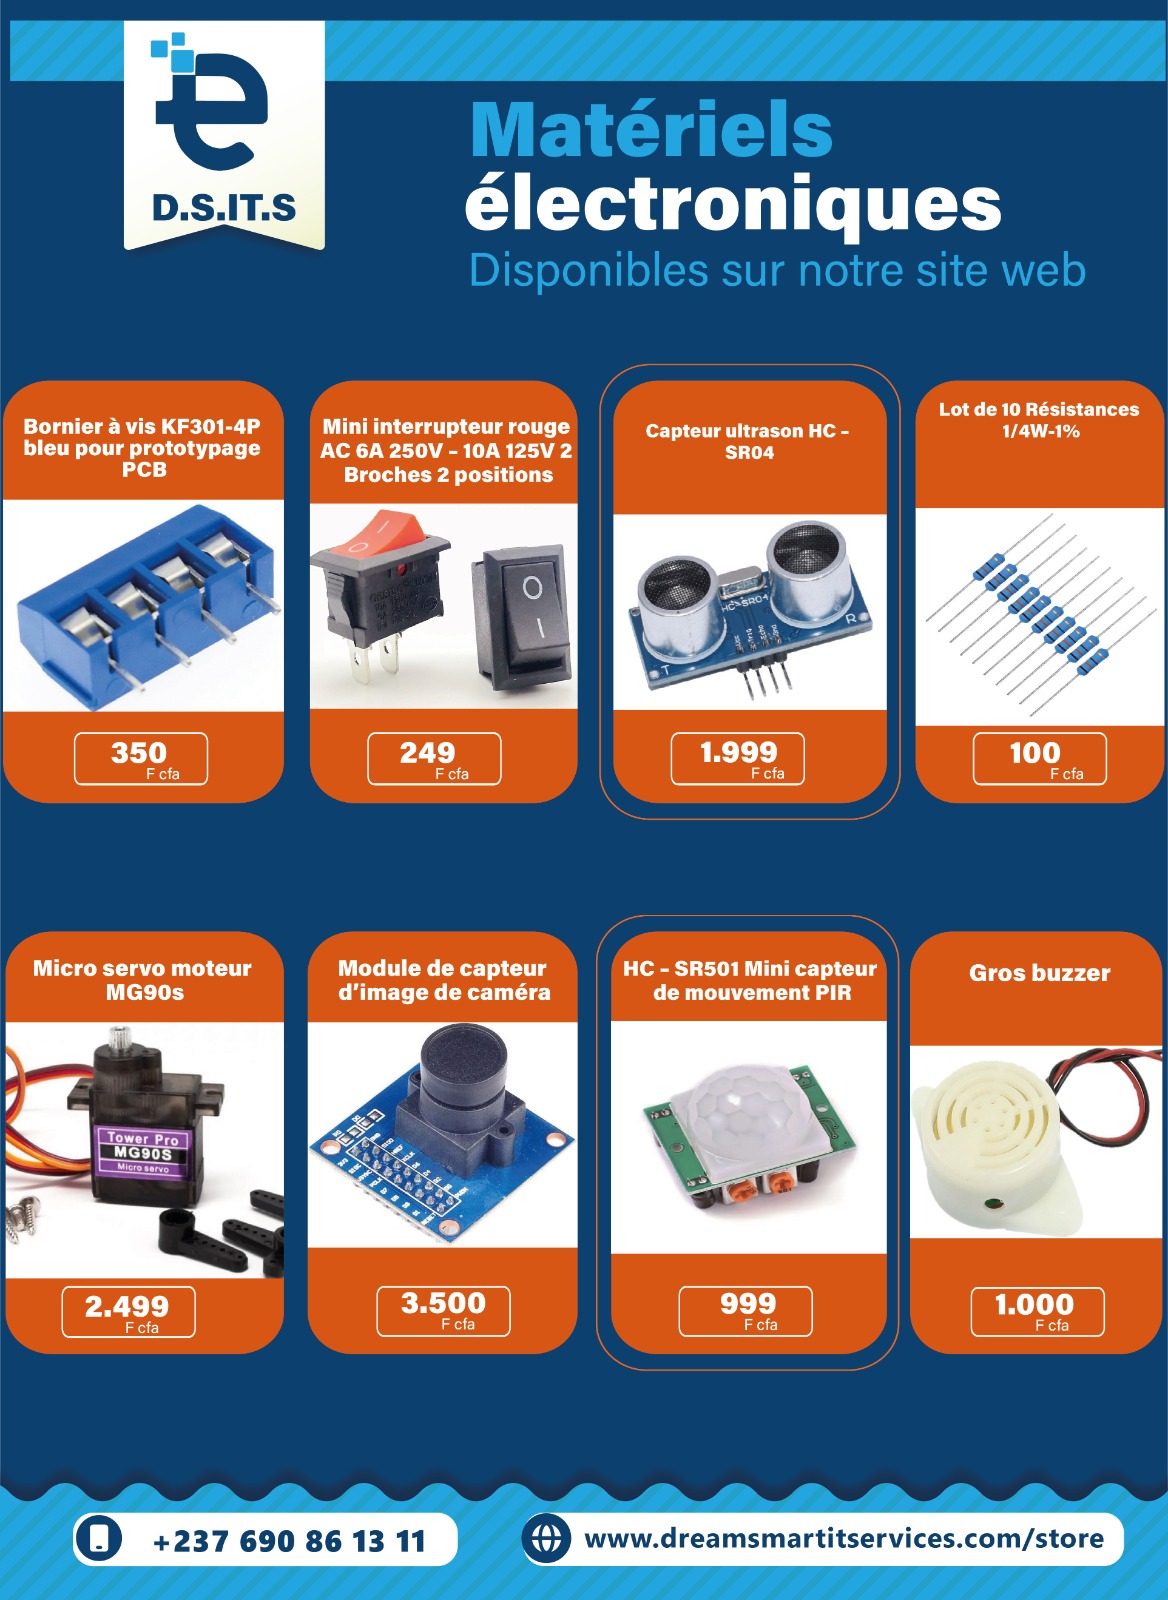 D.S.IT.S
Matériels
électroniques
Disponibles sur notre site web
Bornier à vis KF301-4P
bleu pour prototypage
PCB
350
F cfa
Mini interrupteur rouge
AC 6A 250V – 10A 125V 2
Broches 2 positions
249
F cfa
Capteur ultrason HC –
SR04
HC-SR04
T
R
1.999
F cfa
Lot de 10 Résistances
1/4W-1%
100
F cfa
Micro servo moteur
MG90s
Tower Pro
MG90S
Micro servo
2.499
F cfa
Module de capteur
d’image de caméra
3.500
F cfa
HC – SR501 Mini capteur
de mouvement PIR
999
F cfa
Gros buzzer
1.000
F cfa
+237 690 86 13 11
www.dreamsmartitservices.com/store